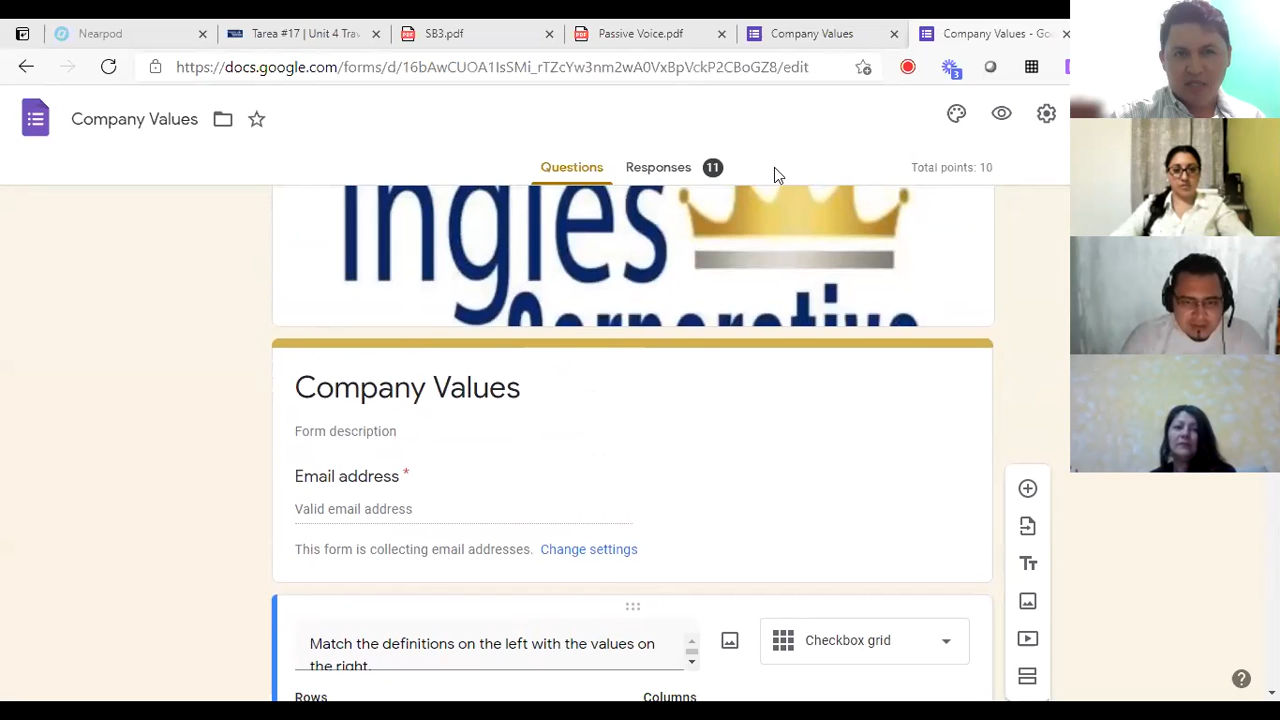 Nearpod
Tarea #17 | Unit 4 Tra
SB3.pdf
Passive Voice.pdf
Company Values
Company Values - Go
https://docs.google.com/forms/d/16bAwCUOA1IsSMi_rTZcYw3nm2wA0VxBpVckP2CBoGZ8/edit
3
Company Values
Questions
Responses 11
Total points: 10
Ingles
Corporativo
Company Values
Form description
Email address *
Valid email address
This form is collecting email addresses. Change settings
Match the definitions on the left with the values on
the right.
Checkbox grid
Rows
Columns